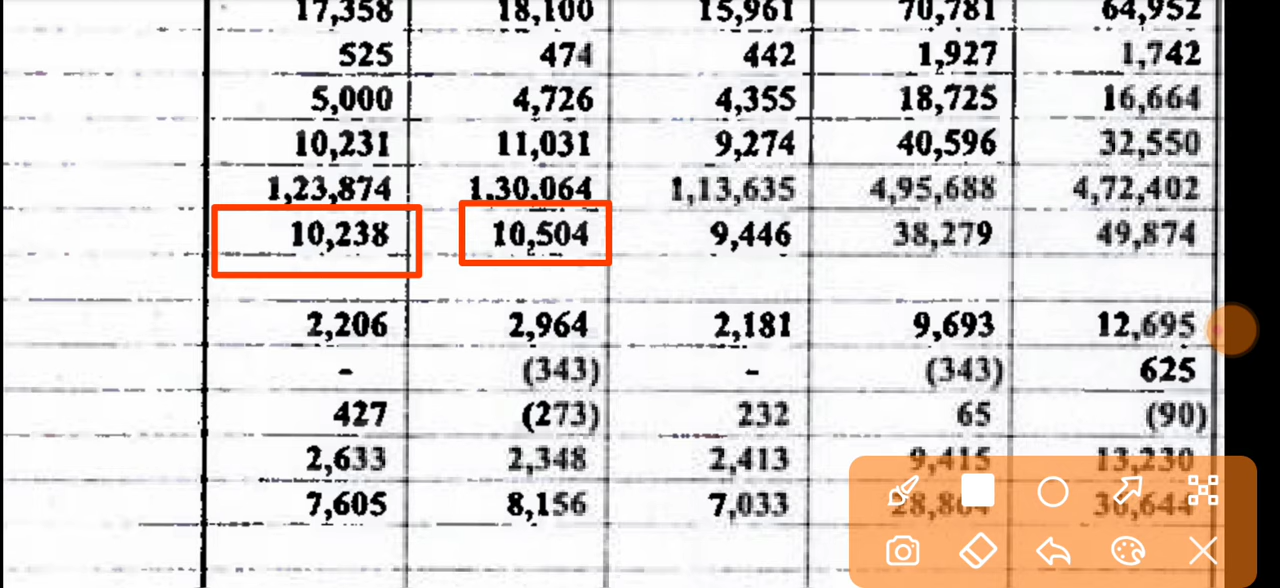 17,358 18,100 15,961 70,781 64,952
525 474 442 1,927 1,742
5,000 4,726 4,355 18,725 16,664
10,231 11,031 9,274 40,596 32,550
1,23,874 1,30,064 1,13,635 4,95,688 4,72,402
10,238 10,504 9,446 38,279 49,874
2,206 2,964 2,181 9,693 12,695
- (343) - (343) 625
427 (273) 232 65 (90)
2,633 2,348 2,413 9,415 13,230
7,605 8,156 7,033